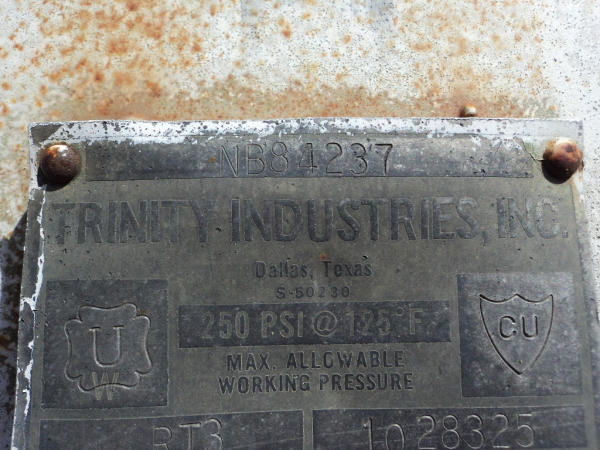 NB84237
TRINITY INDUSTRIES, INC.
Dallas, Texas
S-50230
250 PSI @ 125°F
U
W
CU
MAX. ALLOWABLE
WORKING PRESSURE
RT3
1028325